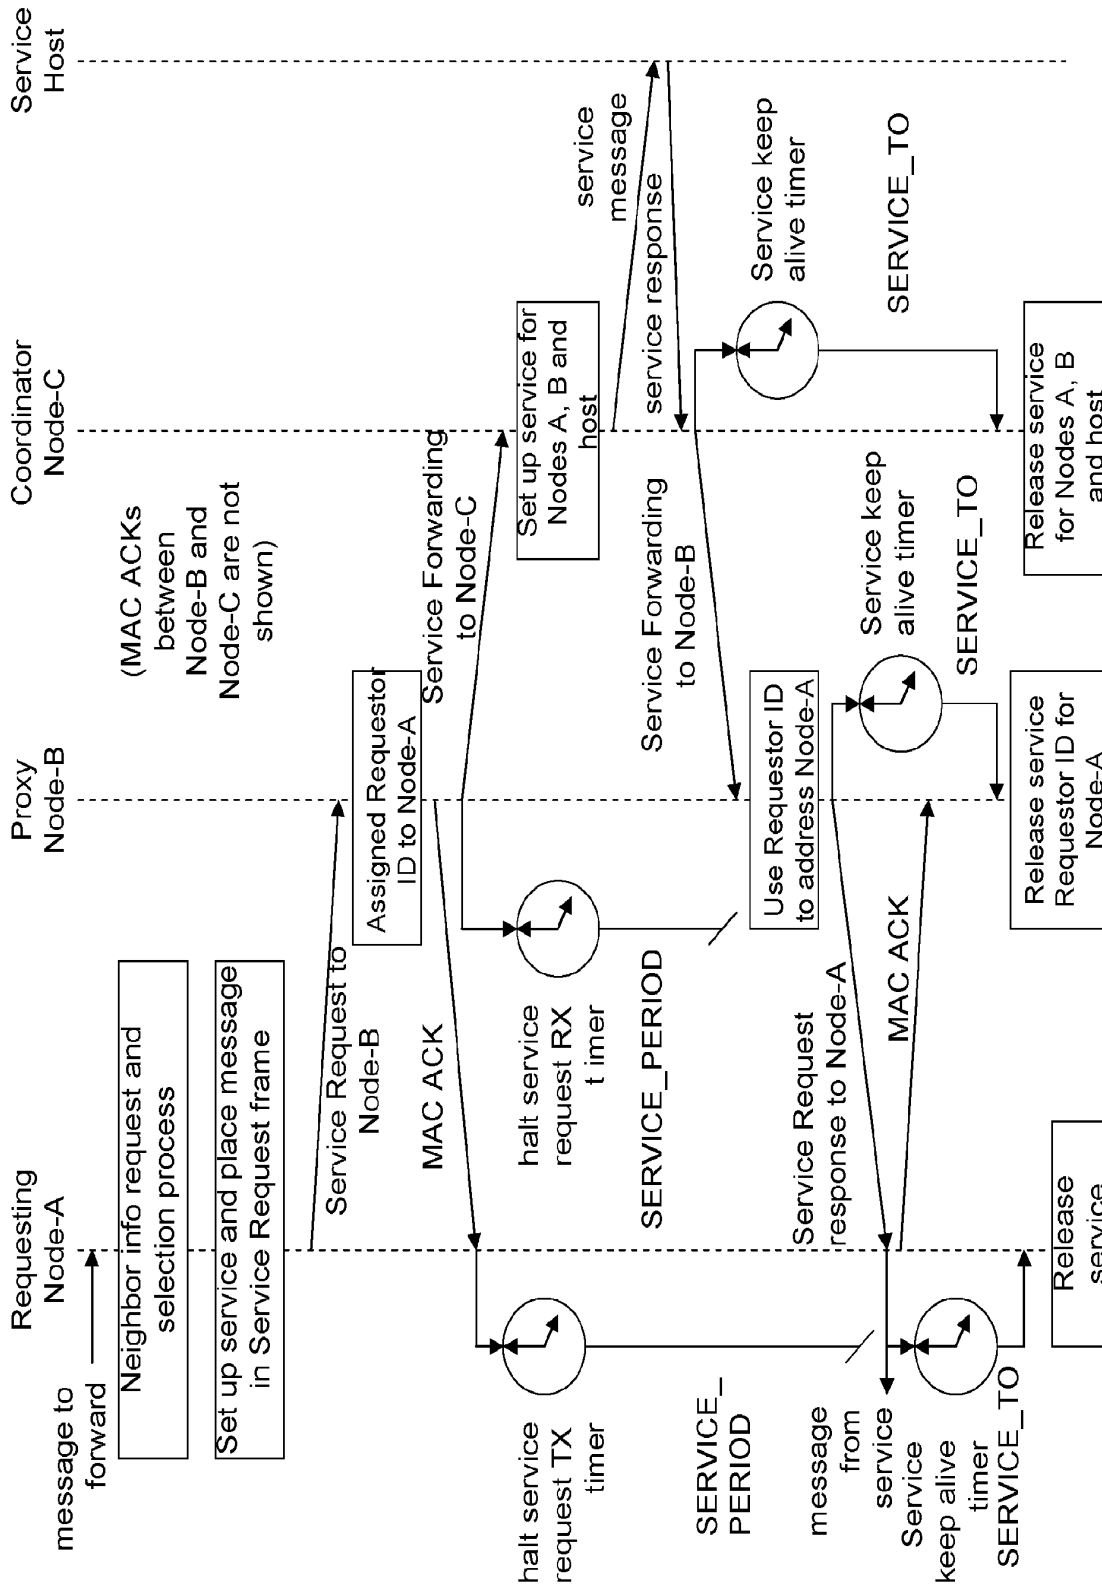 Requesting
Node-A
Proxy
Node-B
Coordinator
Node-C
Service
Host
message to
forward
(MAC ACKs
between
Node-B and
Node-C are not
shown)
Neighbor info request and
selection process
Set up service and place message
in Service Request frame
Service Request to
Node-B
Assigned Requestor
ID to Node-A
MAC ACK
Service Forwarding
to Node-C
halt service
request TX
timer
halt service
request RX
t imer
Set up service for
Nodes A, B and
host
service
message
service response
SERVICE_PERIOD
SERVICE_
PERIOD
Service Forwarding
to Node-B
Service keep
alive timer
SERVICE_TO
Use Requestor ID
to address Node-A
Service Request
response to Node-A
message
from
service
MAC ACK
Service keep
alive timer
SERVICE_TO
Service
keep alive
timer
SERVICE_TO
Release
service
Release service
Requestor ID for
Node-A
Release service
for Nodes A, B
and host